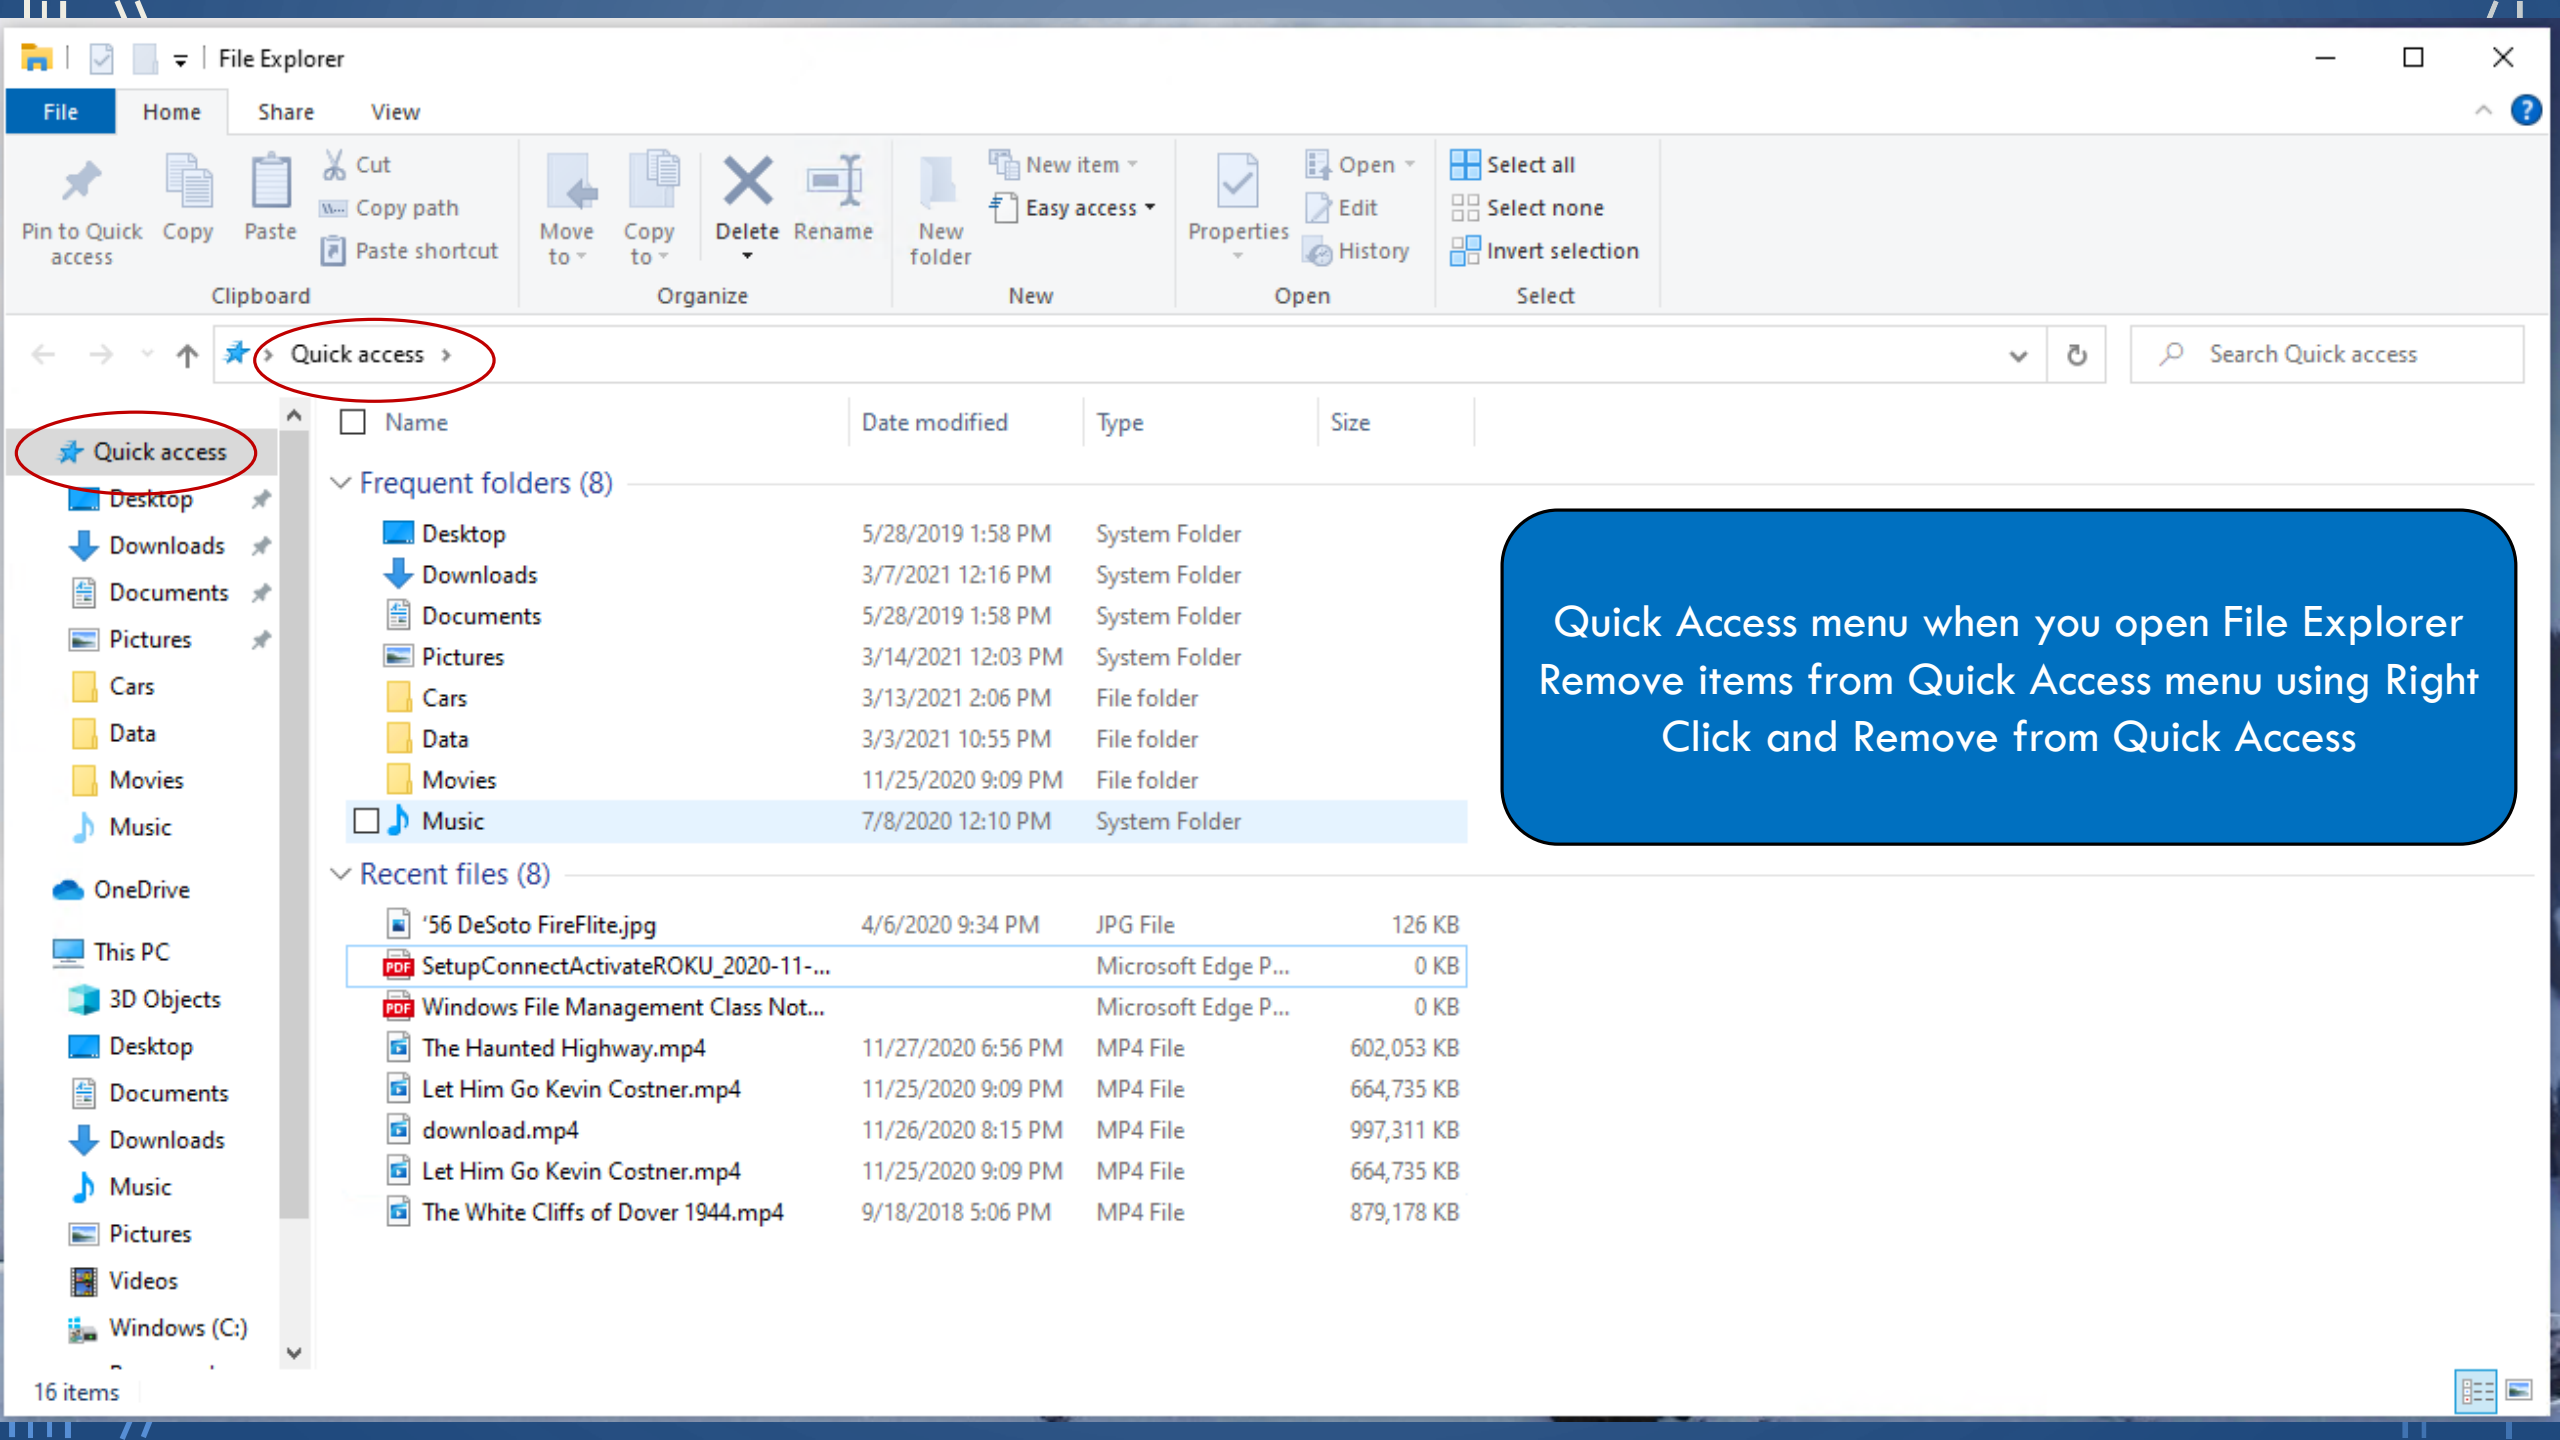 File Explorer
File Home Share View
Pin to Quick access
Copy
Paste
Cut
Copy path
Paste shortcut
Clipboard
Move to
Copy to
Delete
Rename
Organize
New folder
New item
Easy access
New
Properties
Open
Edit
History
Open
Select all
Select none
Invert selection
Select
Quick access
Search Quick access
Quick access
Desktop
Downloads
Documents
Pictures
Cars
Data
Movies
Music
OneDrive
This PC
3D Objects
Desktop
Documents
Downloads
Music
Pictures
Videos
Windows (C:)
Name Date modified Type Size
Frequent folders (8)
Desktop 5/28/2019 1:58 PM System Folder
Downloads 3/7/2021 12:16 PM System Folder
Documents 5/28/2019 1:58 PM System Folder
Pictures 3/14/2021 12:03 PM System Folder
Cars 3/13/2021 2:06 PM File folder
Data 3/3/2021 10:55 PM File folder
Movies 11/25/2020 9:09 PM File folder
Music 7/8/2020 12:10 PM System Folder
Recent files (8)
'56 DeSoto FireFlite.jpg 4/6/2020 9:34 PM JPG File 126 KB
PDF SetupConnectActivateROKU_2020-11-... Microsoft Edge P... 0 KB
PDF Windows File Management Class Not... Microsoft Edge P... 0 KB
The Haunted Highway.mp4 11/27/2020 6:56 PM MP4 File 602,053 KB
Let Him Go Kevin Costner.mp4 11/25/2020 9:09 PM MP4 File 664,735 KB
download.mp4 11/26/2020 8:15 PM MP4 File 997,311 KB
Let Him Go Kevin Costner.mp4 11/25/2020 9:09 PM MP4 File 664,735 KB
The White Cliffs of Dover 1944.mp4 9/18/2018 5:06 PM MP4 File 879,178 KB
Quick Access menu when you open File Explorer
Remove items from Quick Access menu using Right
Click and Remove from Quick Access
16 items